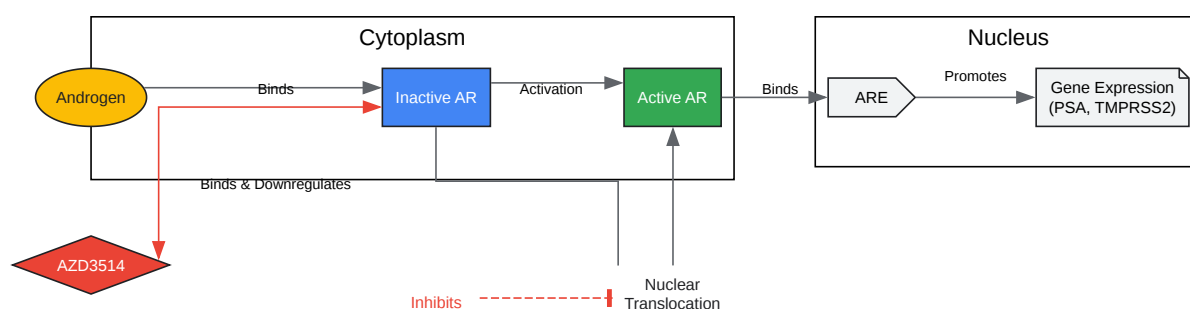 Cytoplasm
Nucleus
Androgen
Binds
Inactive AR
Activation
Active AR
Binds
ARE
Promotes
Gene Expression
(PSA, TMPRSS2)
Binds & Downregulates
AZD3514
Inhibits
Nuclear
Translocation